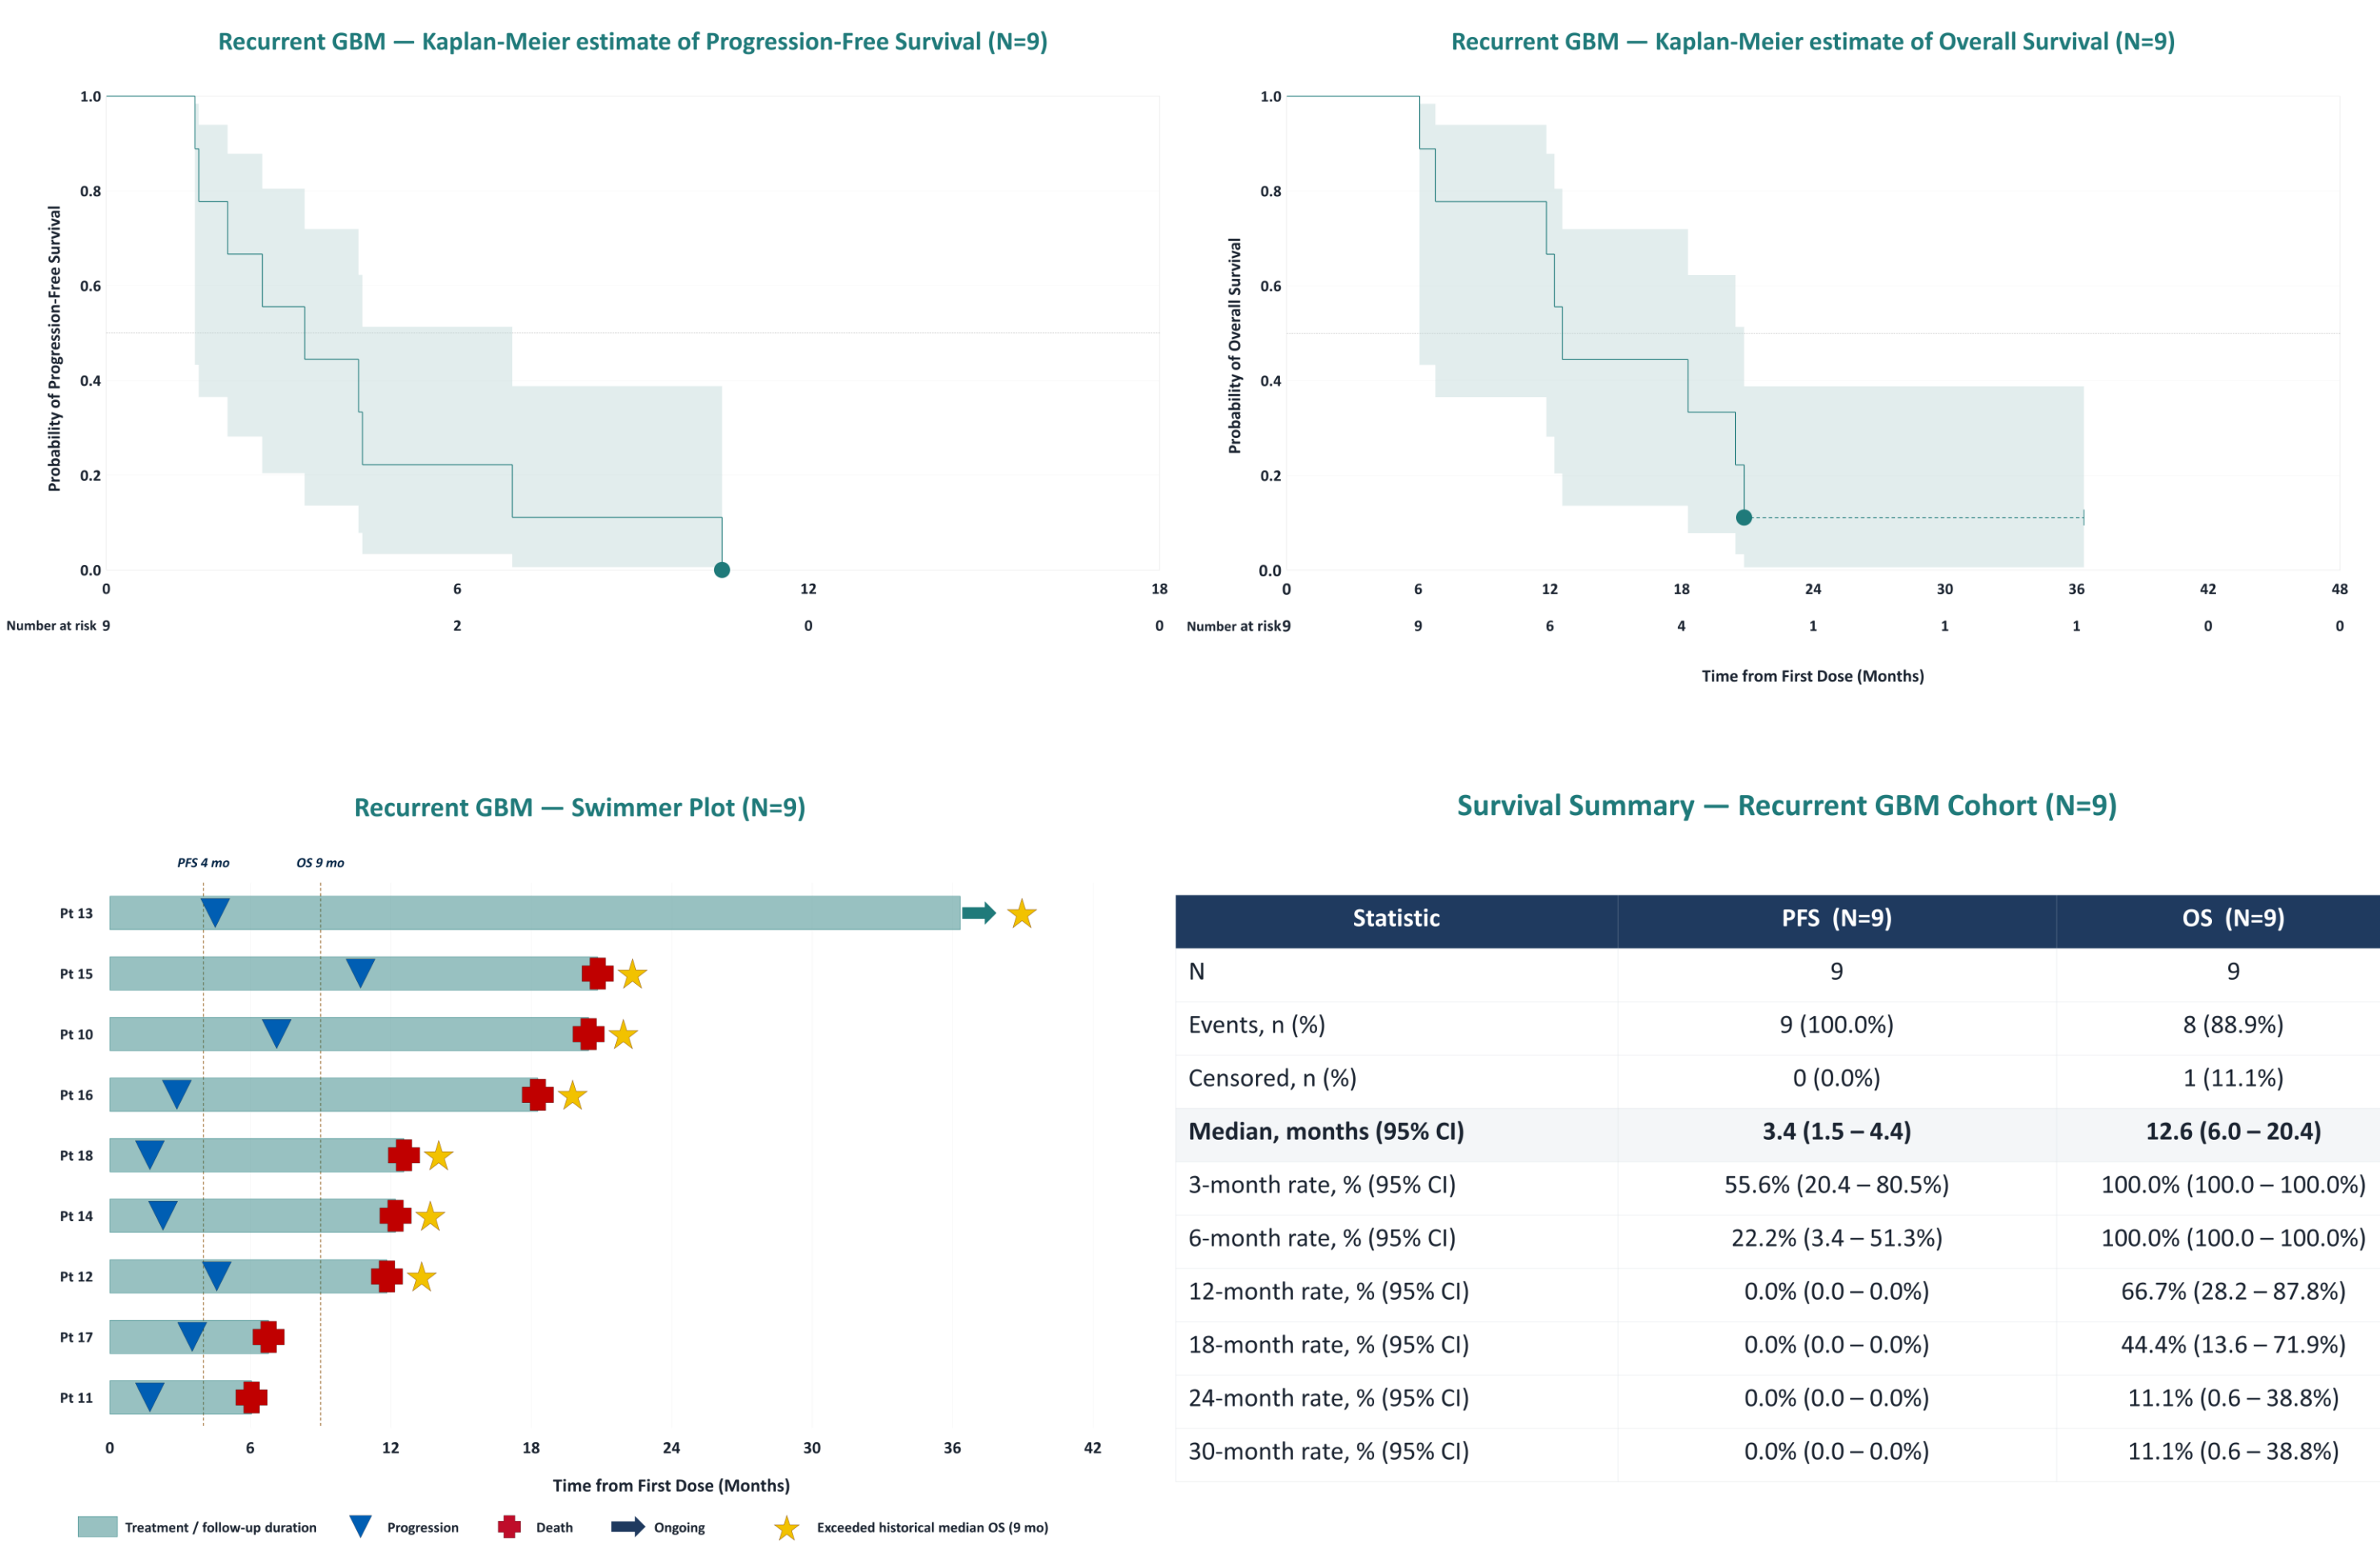 Recurrent GBM — Kaplan-Meier estimate of Progression-Free Survival (N=9)
Probability of Progression-Free Survival
1.0
0.8
0.6
0.4
0.2
0.0
0 6 12 18
Number at risk 9 2 0 0
Recurrent GBM — Kaplan-Meier estimate of Overall Survival (N=9)
Probability of Overall Survival
1.0
0.8
0.6
0.4
0.2
0.0
0 6 12 18 24 30 36 42 48
Number at risk9 9 6 4 1 1 1 0 0
Time from First Dose (Months)
Recurrent GBM — Swimmer Plot (N=9)
PFS 4 mo OS 9 mo
Pt 13
Pt 15
Pt 10
Pt 16
Pt 18
Pt 14
Pt 12
Pt 17
Pt 11
0 6 12 18 24 30 36 42
Time from First Dose (Months)
Treatment / follow-up duration Progression Death Ongoing Exceeded historical median OS (9 mo)
Survival Summary — Recurrent GBM Cohort (N=9)
Statistic PFS (N=9) OS (N=9)
N 9 9
Events, n (%) 9 (100.0%) 8 (88.9%)
Censored, n (%) 0 (0.0%) 1 (11.1%)
Median, months (95% CI) 3.4 (1.5 – 4.4) 12.6 (6.0 – 20.4)
3-month rate, % (95% CI) 55.6% (20.4 – 80.5%) 100.0% (100.0 – 100.0%)
6-month rate, % (95% CI) 22.2% (3.4 – 51.3%) 100.0% (100.0 – 100.0%)
12-month rate, % (95% CI) 0.0% (0.0 – 0.0%) 66.7% (28.2 – 87.8%)
18-month rate, % (95% CI) 0.0% (0.0 – 0.0%) 44.4% (13.6 – 71.9%)
24-month rate, % (95% CI) 0.0% (0.0 – 0.0%) 11.1% (0.6 – 38.8%)
30-month rate, % (95% CI) 0.0% (0.0 – 0.0%) 11.1% (0.6 – 38.8%)